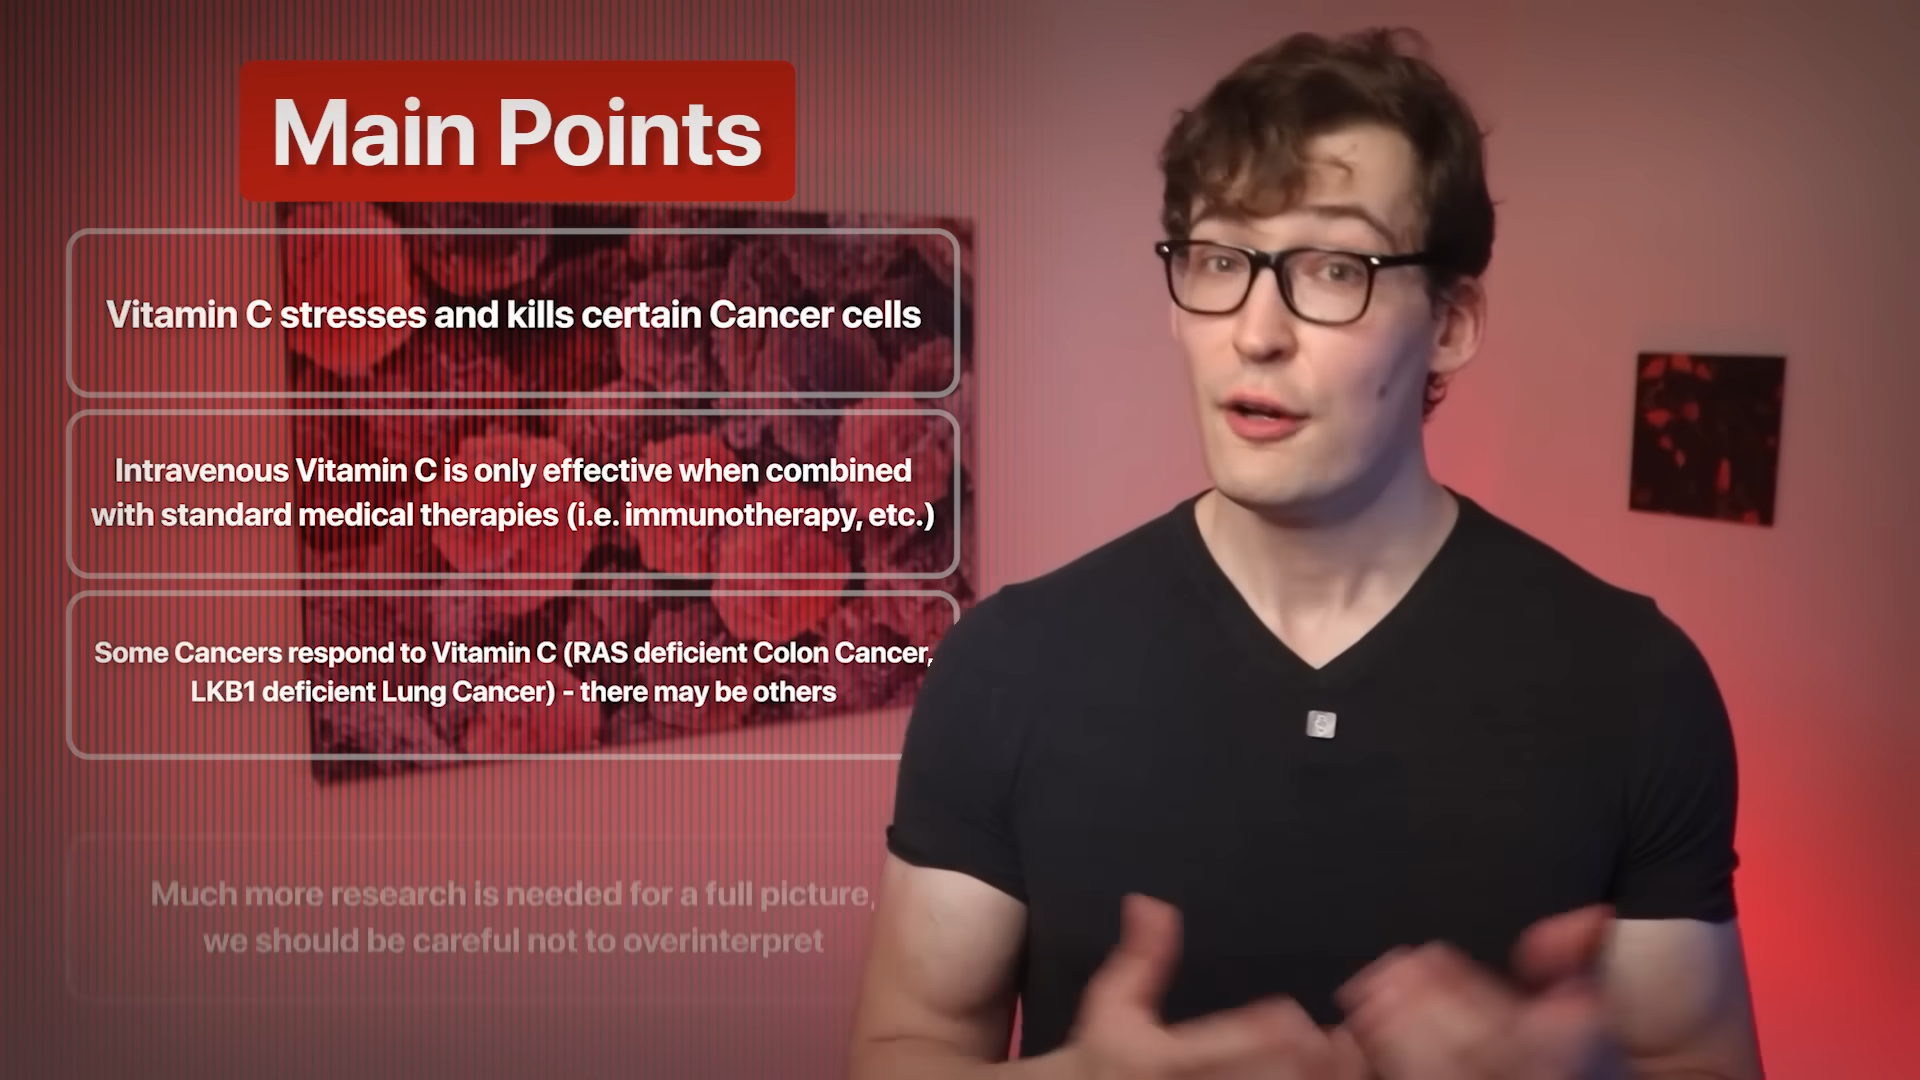 Main Points
Vitamin C stresses and kills certain Cancer cells
Intravenous Vitamin C is only effective when combined
with standard medical therapies (i.e. immunotherapy, etc.)
Some Cancers respond to Vitamin C (RAS deficient Colon Cancer,
LKB1 deficient Lung Cancer) - there may be others
Much more research is needed for a full picture,
we should be careful not to overinterpret